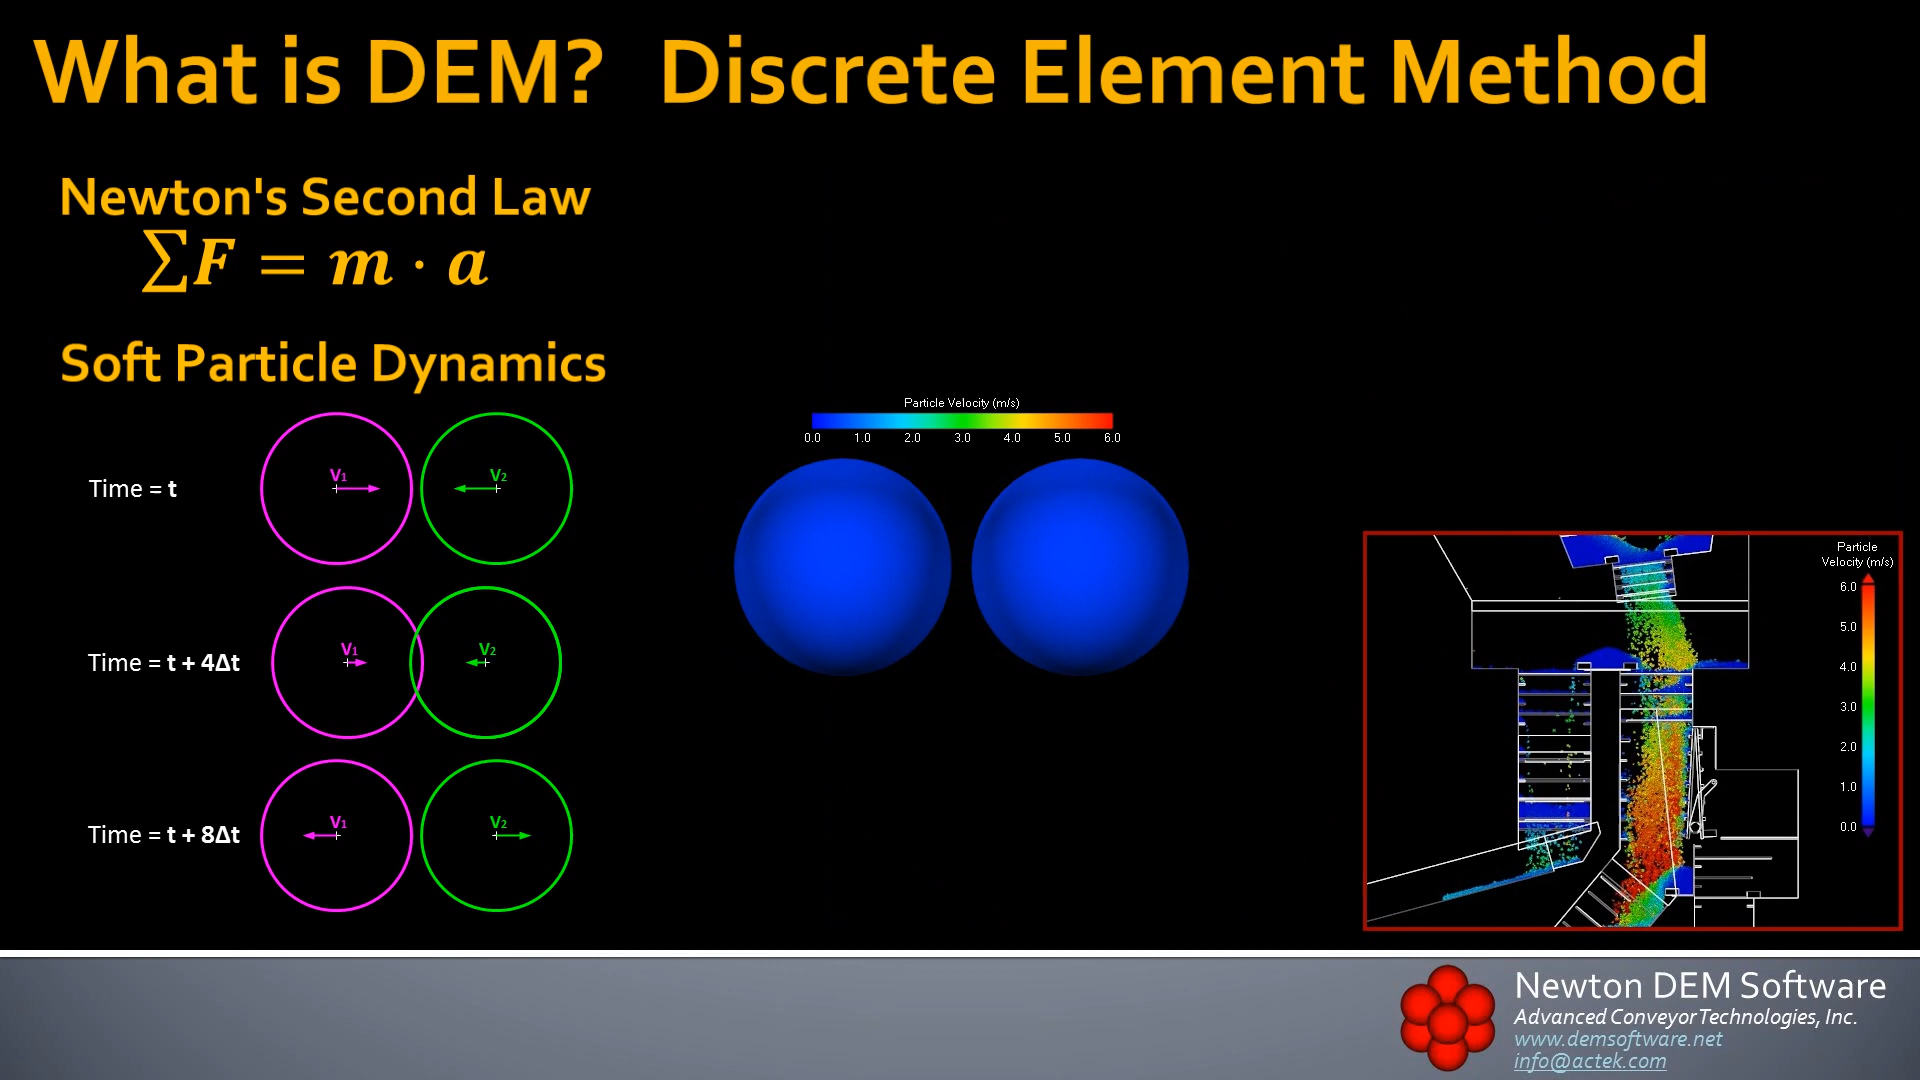 What is DEM? Discrete Element Method
Newton's Second Law
∑F = m · a
Soft Particle Dynamics
Time = t
V1
V2
Time = t + 4Δt
V1
V2
Time = t + 8Δt
V1
V2
Particle Velocity (m/s)
0.0 1.0 2.0 3.0 4.0 5.0 6.0
Particle
Velocity (m/s)
6.0
5.0
4.0
3.0
2.0
1.0
0.0
Newton DEM Software
Advanced Conveyor Technologies, Inc.
www.demsoftware.net
info@actek.com